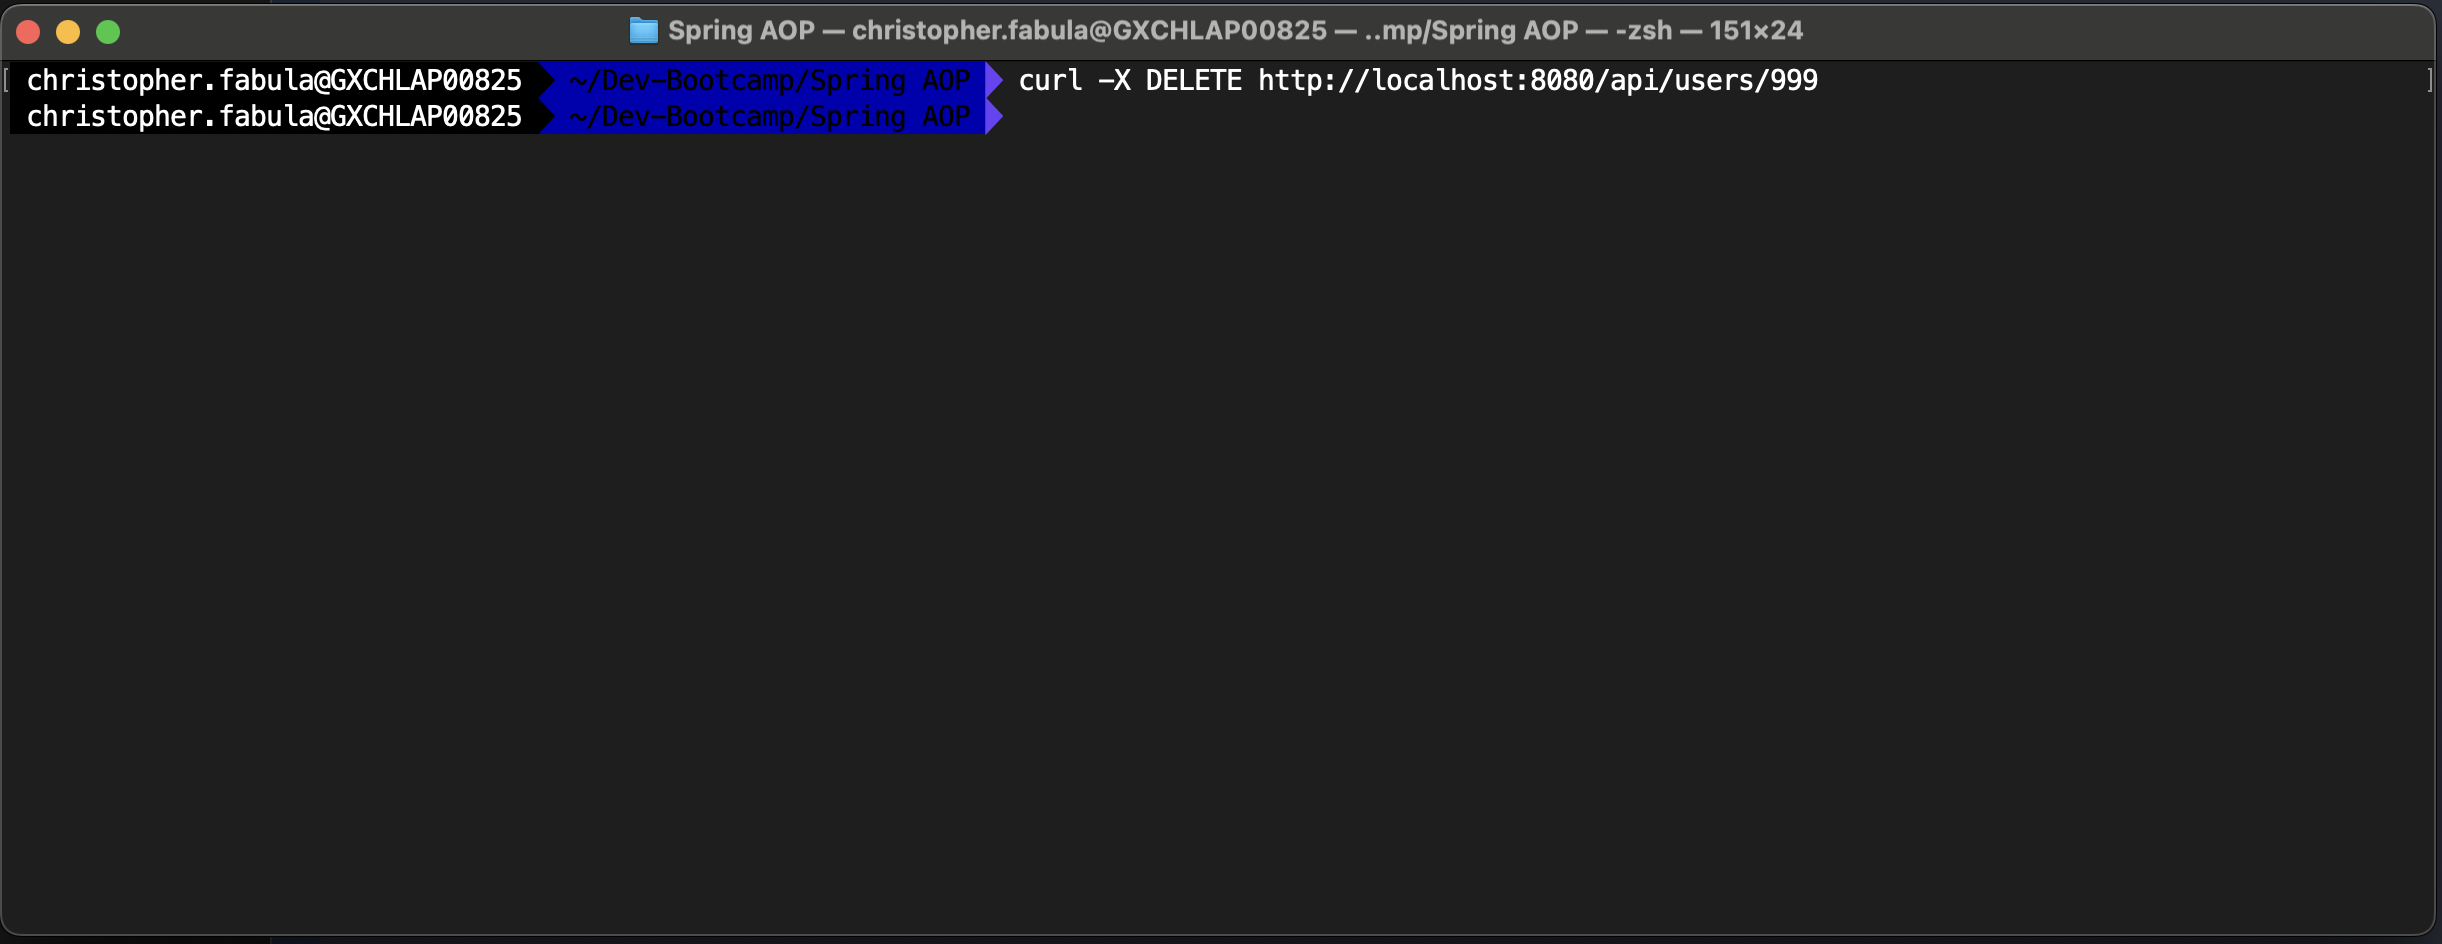 Spring AOP — christopher.fabula@GXCHLAP00825 — ..mp/Spring AOP — -zsh — 151×24
[ christopher.fabula@GXCHLAP00825 ~/Dev-Bootcamp/Spring AOP curl -X DELETE http://localhost:8080/api/users/999 ]
christopher.fabula@GXCHLAP00825 ~/Dev-Bootcamp/Spring AOP